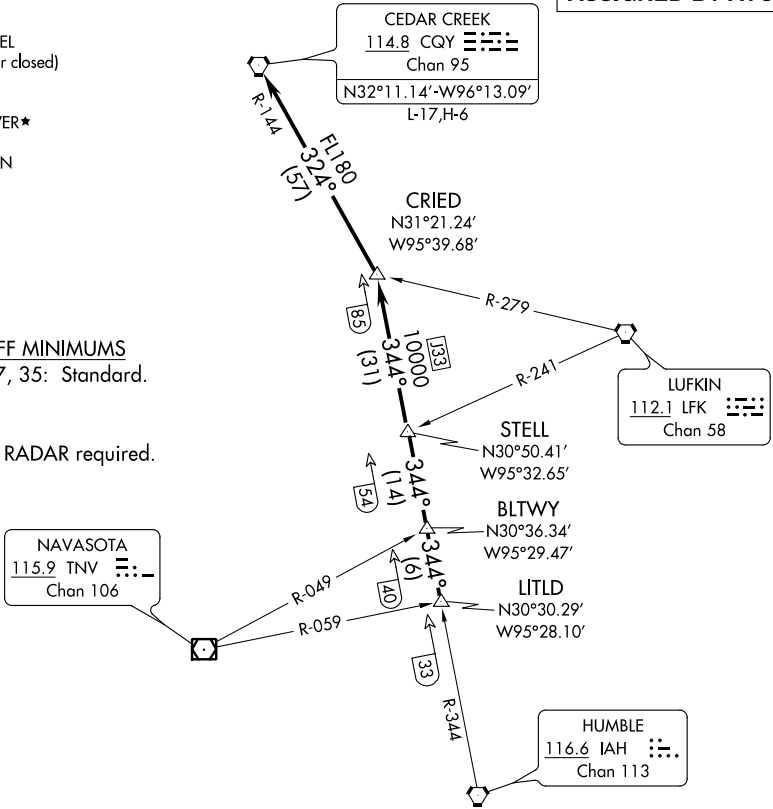 CEDAR CREEK
114.8 CQY
Chan 95
N32°11.14'-W96°13.09'
L-17,H-6
EL
r closed)
VER★
N
R-144
FL180
324°
(57)
CRIED
N31°21.24'
W95°39.68'
R-279
85
10000
J33
344°
(31)
R-241
LUFKIN
112.1 LFK
Chan 58
FF MINIMUMS
7, 35: Standard.
RADAR required.
STELL
N30°50.41'
W95°32.65'
344°
(14)
54
BLTWY
N30°36.34'
W95°29.47'
344°
(6)
40
NAVASOTA
115.9 TNV
Chan 106
R-049
R-059
LITLD
N30°30.29'
W95°28.10'
33
R-344
HUMBLE
116.6 IAH
Chan 113